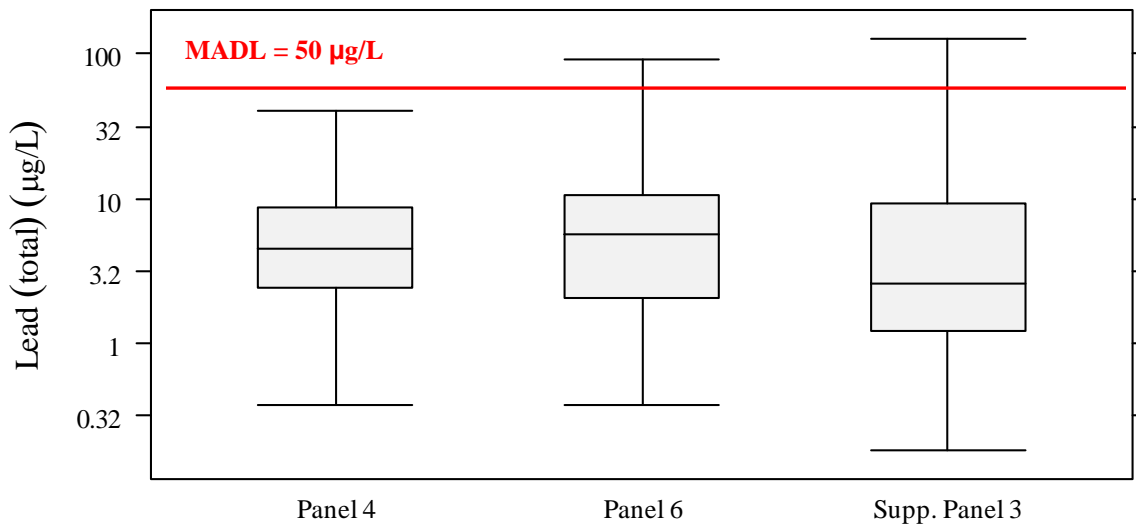 MADL = 50 µg/L
Lead (total) (µg/L)
100
32
10
3.2
1
0.32
Panel 4
Panel 6
Supp. Panel 3